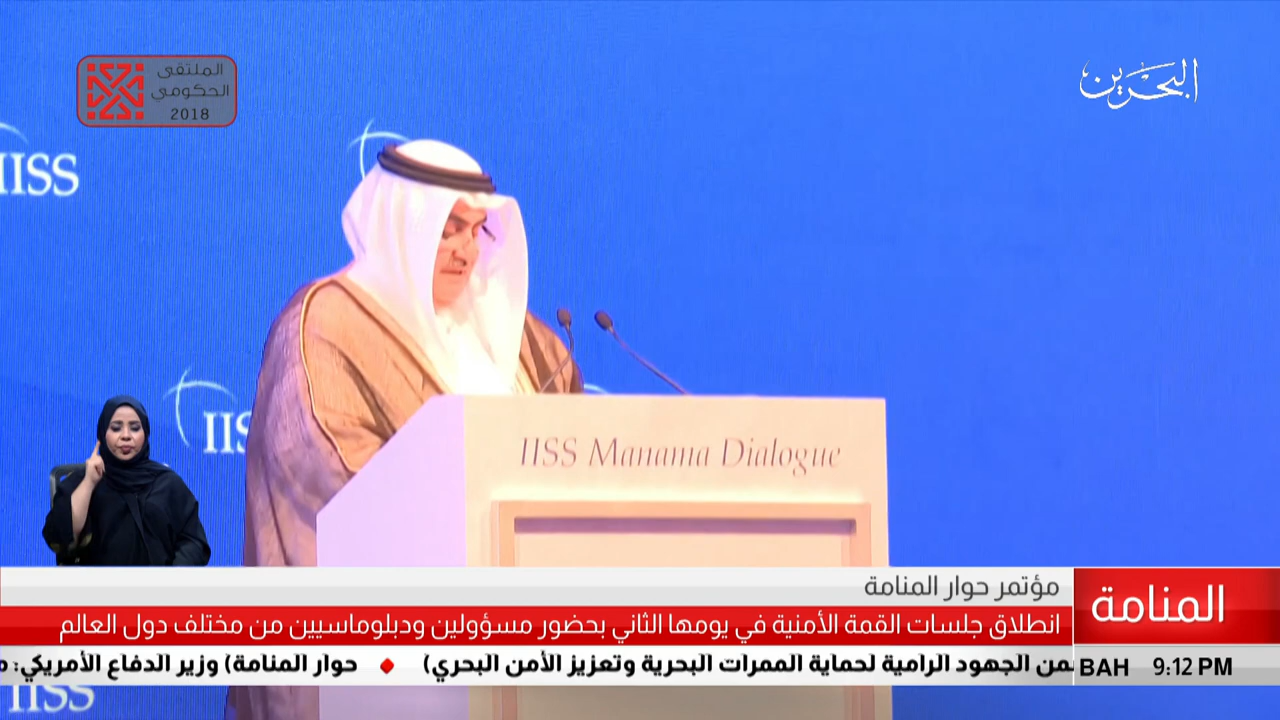 الملتقى
الحكومي
2018
البحرين
IISS
IIS
IISS Manama Dialogue
مؤتمر حوار المنامة
المنامة
انطلاق جلسات القمة الأمنية في يومها الثاني بحضور مسؤولين ودبلوماسيين من مختلف دول العالم
الجهود الرامية لحماية الممرات البحرية وتعزيز الأمن البحري) ♦ حوار المنامة) وزير الدفاع الأمريكي:
BAH 9:12 PM
IISS